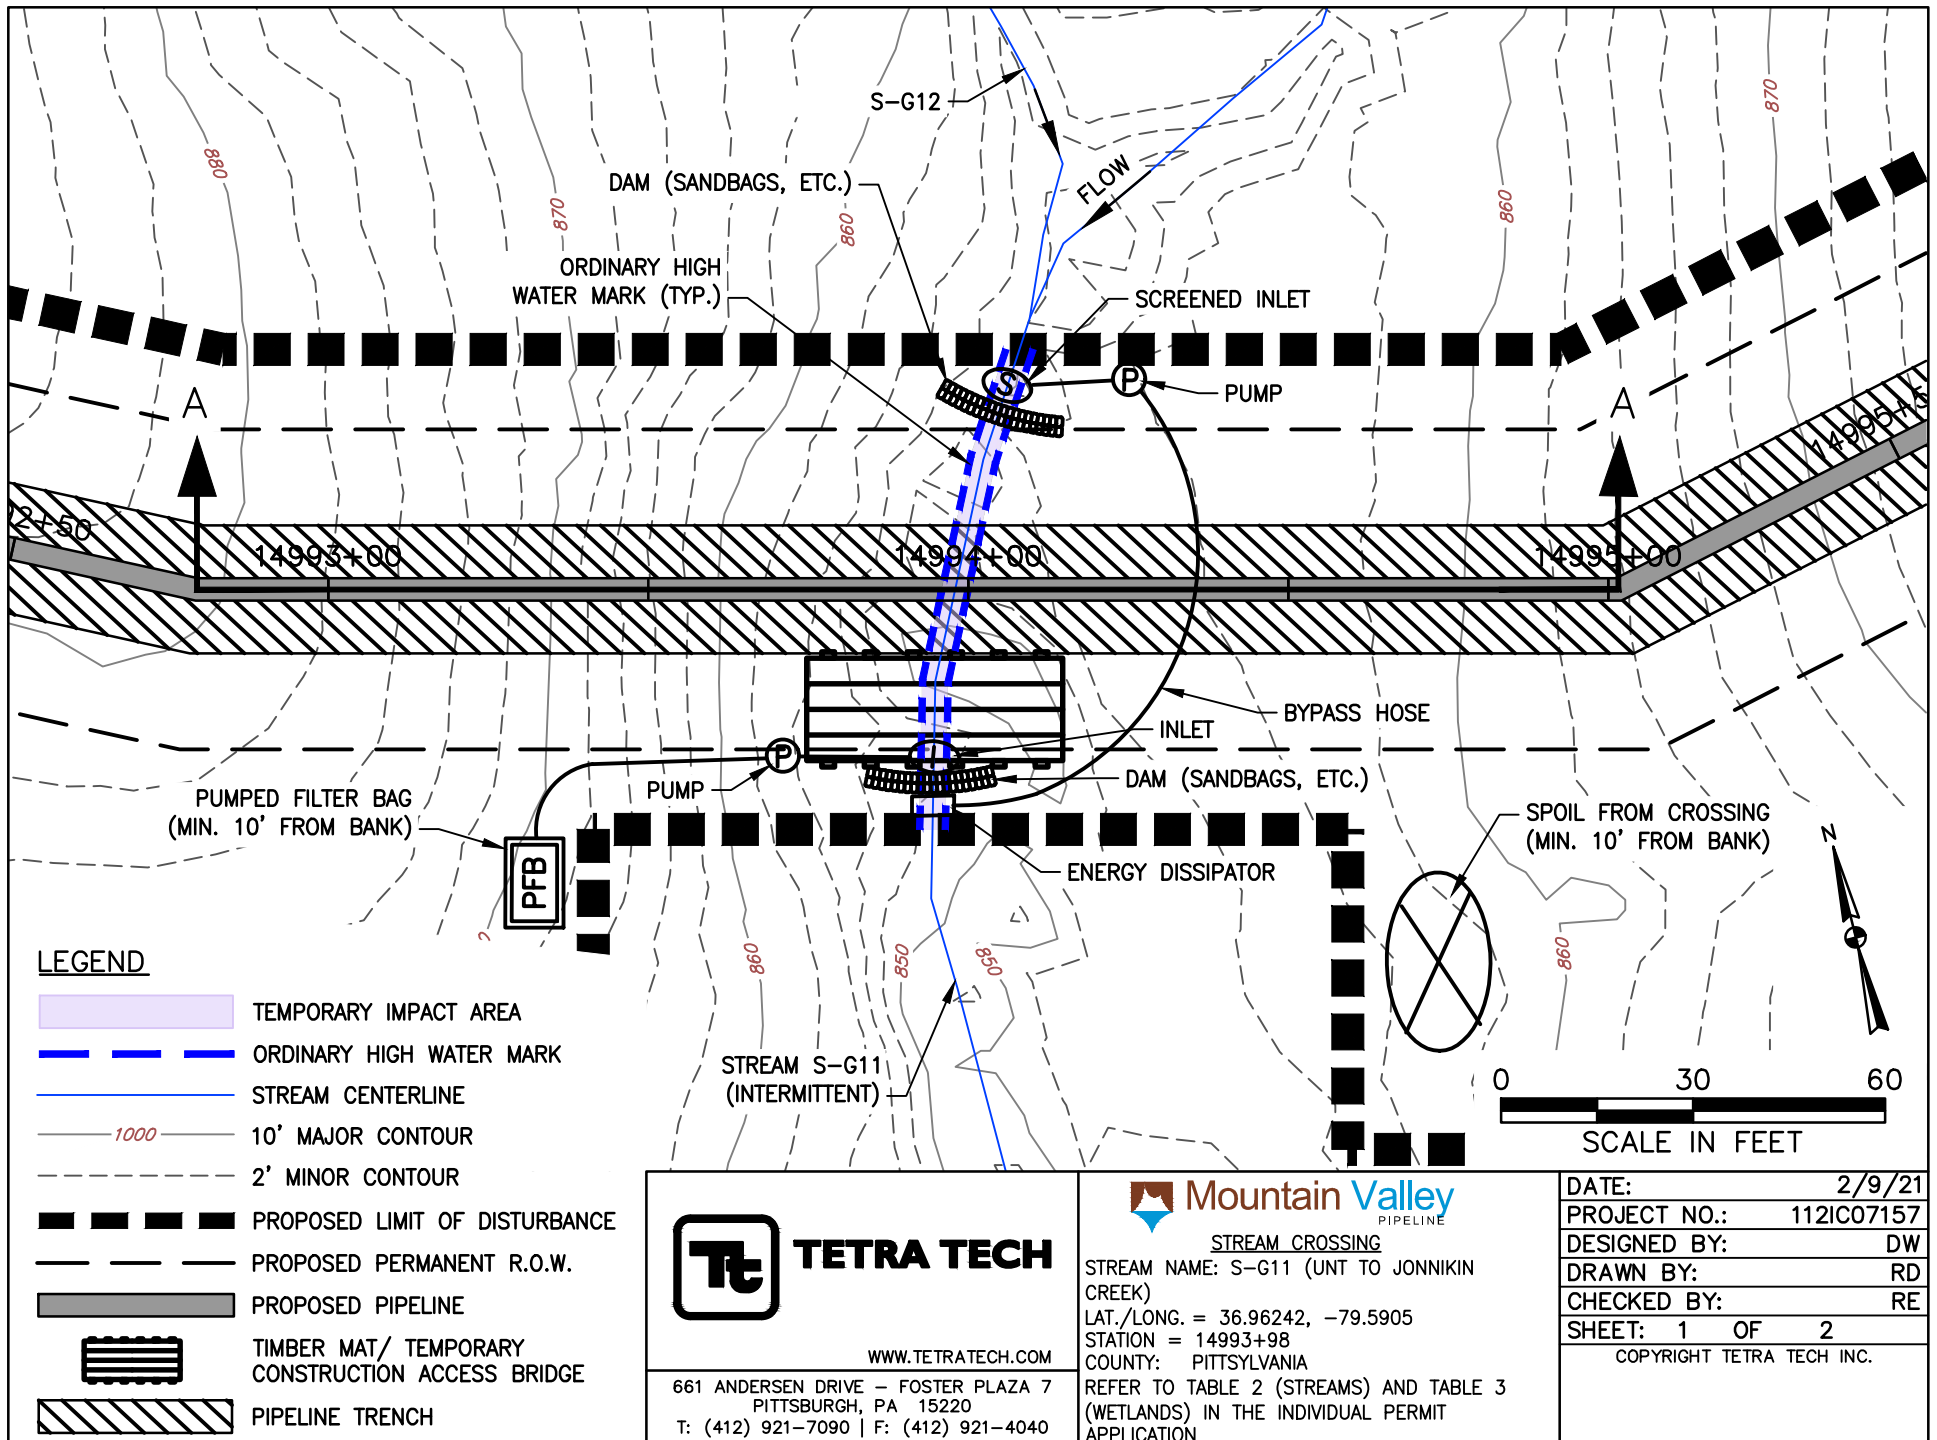 S-G12
DAM (SANDBAGS, ETC.)
FLOW
ORDINARY HIGH
WATER MARK (TYP.)
SCREENED INLET
880
870
860
860
870
S
P
PUMP
A
A
14995+5
2+50
14993+00
14994+00
14995+00
BYPASS HOSE
INLET
P
PUMP
DAM (SANDBAGS, ETC.)
PUMPED FILTER BAG
(MIN. 10' FROM BANK)
SPOIL FROM CROSSING
(MIN. 10' FROM BANK)
PFB
ENERGY DISSIPATOR
N
860
850
850
860
STREAM S-G11
(INTERMITTENT)
0 30 60
SCALE IN FEET
LEGEND
TEMPORARY IMPACT AREA
ORDINARY HIGH WATER MARK
STREAM CENTERLINE
1000
10' MAJOR CONTOUR
2' MINOR CONTOUR
PROPOSED LIMIT OF DISTURBANCE
PROPOSED PERMANENT R.O.W.
PROPOSED PIPELINE
TIMBER MAT/ TEMPORARY
CONSTRUCTION ACCESS BRIDGE
PIPELINE TRENCH
Tt
TETRA TECH
WWW.TETRATECH.COM
661 ANDERSEN DRIVE - FOSTER PLAZA 7
PITTSBURGH, PA 15220
T: (412) 921-7090 | F: (412) 921-4040
Mountain Valley
PIPELINE
STREAM CROSSING
STREAM NAME: S-G11 (UNT TO JONNIKIN
CREEK)
LAT./LONG. = 36.96242, -79.5905
STATION = 14993+98
COUNTY: PITTSYLVANIA
REFER TO TABLE 2 (STREAMS) AND TABLE 3
(WETLANDS) IN THE INDIVIDUAL PERMIT
APPLICATION
DATE: 2/9/21
PROJECT NO.: 112IC07157
DESIGNED BY: DW
DRAWN BY: RD
CHECKED BY: RE
SHEET: 1 OF 2
COPYRIGHT TETRA TECH INC.